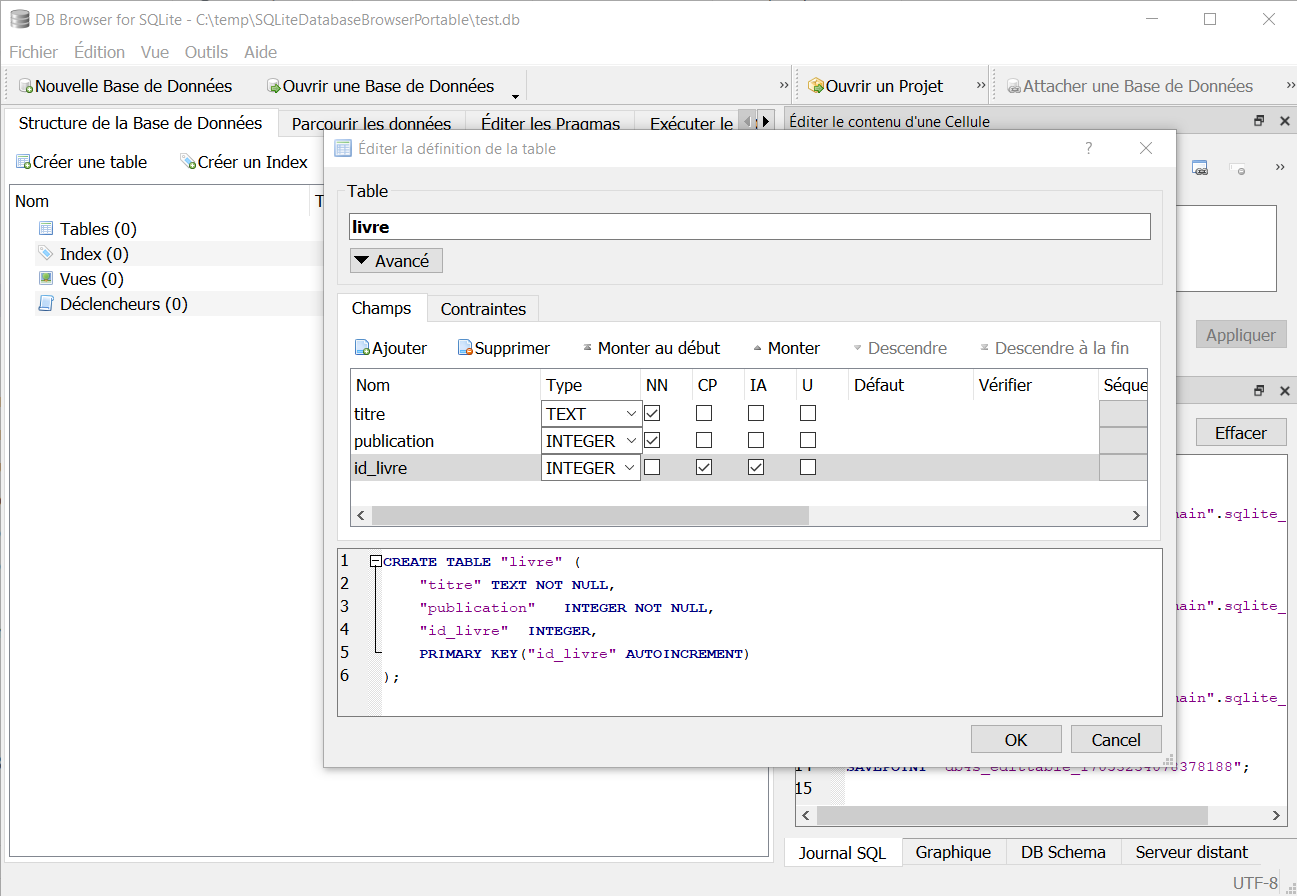 DB Browser for SQLite - C:\temp\SQLiteDatabaseBrowserPortable\test.db
Fichier Édition Vue Outils Aide
Nouvelle Base de Données Ouvrir une Base de Données » Ouvrir un Projet » Attacher une Base de Données »
Structure de la Base de Données Parcourir les données Éditer les Pragmas Exécuter le Éditer le contenu d'une Cellule
Créer une table Créer un Index
Nom T
Tables (0)
Index (0)
Vues (0)
Déclencheurs (0)
Éditer la définition de la table ?
Table
livre
Avancé
Champs Contraintes
Ajouter Supprimer Monter au début Monter Descendre Descendre à la fin
Nom Type NN CP IA U Défaut Vérifier Séque
titre TEXT
publication INTEGER
id_livre INTEGER
1 CREATE TABLE "livre" (
2 "titre" TEXT NOT NULL,
3 "publication" INTEGER NOT NULL,
4 "id_livre" INTEGER,
5 PRIMARY KEY("id_livre" AUTOINCREMENT)
6 );
OK Cancel
»
Appliquer
Effacer
ain".sqlite_
ain".sqlite_
ain".sqlite_
14 SAVEPOINT
15
Journal SQL Graphique DB Schema Serveur distant
UTF-8